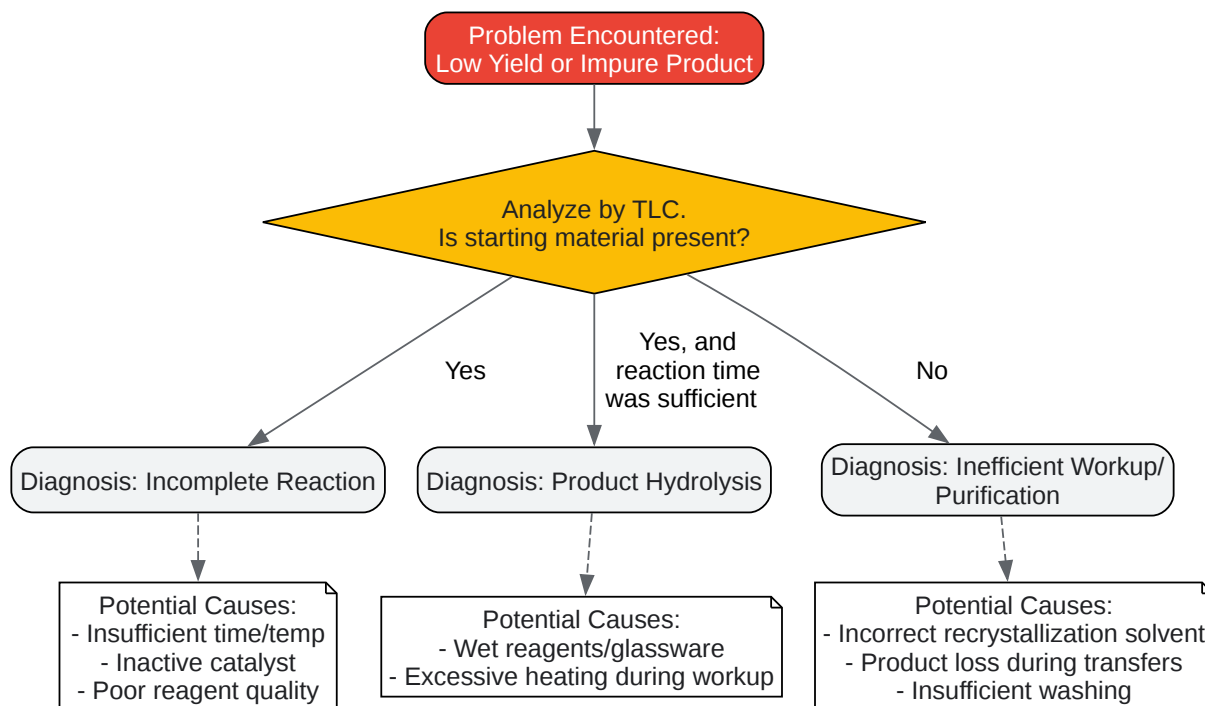 Problem Encountered:
Low Yield or Impure Product
Analyze by TLC.
Is starting material present?
Yes
Yes, and
reaction time
was sufficient
No
Diagnosis: Incomplete Reaction
Diagnosis: Product Hydrolysis
Diagnosis: Inefficient Workup/
Purification
Potential Causes:
- Insufficient time/temp
- Inactive catalyst
- Poor reagent quality
Potential Causes:
- Wet reagents/glassware
- Excessive heating during workup
Potential Causes:
- Incorrect recrystallization solvent
- Product loss during transfers
- Insufficient washing